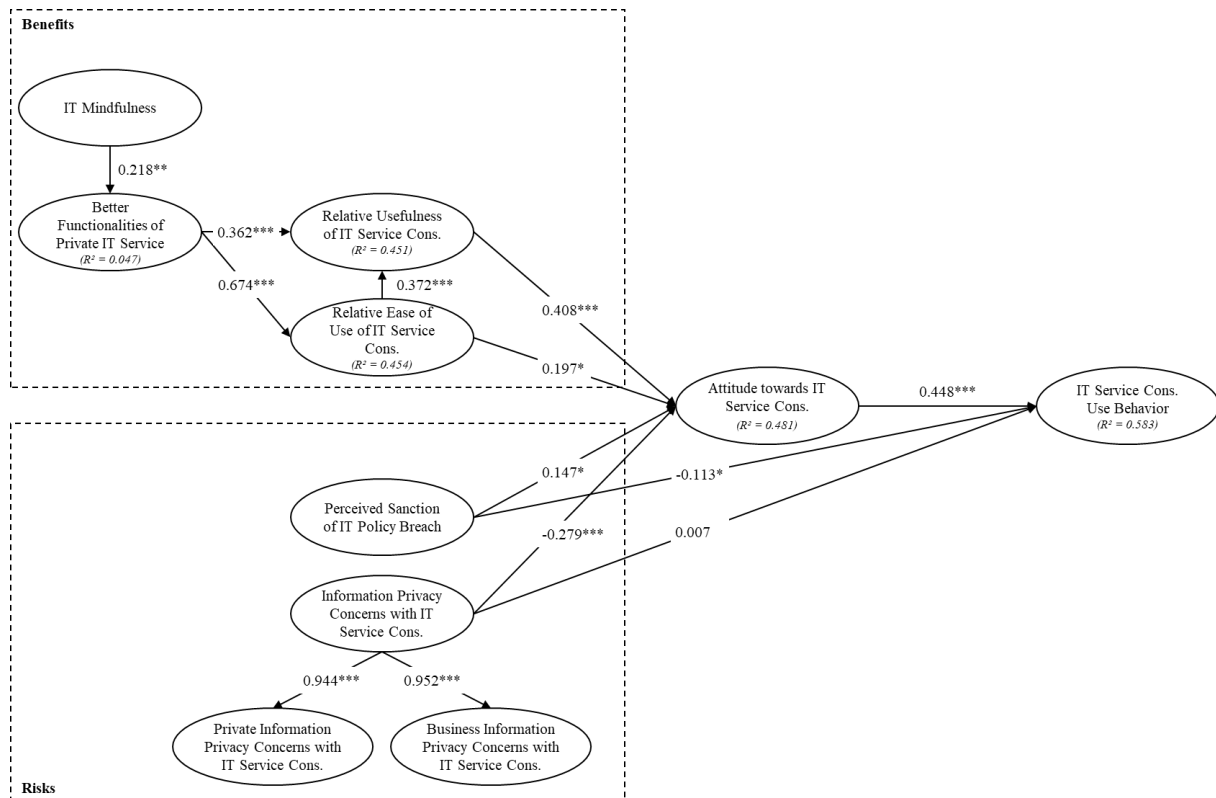 Benefits
IT Mindfulness
0.218**
Better
Functionalities of
Private IT Service
(R² = 0.047)
0.362***
0.674***
Relative Usefulness
of IT Service Cons.
(R² = 0.451)
0.372***
Relative Ease of
Use of IT Service
Cons.
(R² = 0.454)
0.408***
0.197*
Attitude towards IT
Service Cons.
(R² = 0.481)
0.448***
IT Service Cons.
Use Behavior
(R² = 0.583)
0.147*
-0.113*
Perceived Sanction
of IT Policy Breach
-0.279***
0.007
Information Privacy
Concerns with IT
Service Cons.
0.944***
0.952***
Private Information
Privacy Concerns with
IT Service Cons.
Business Information
Privacy Concerns with
IT Service Cons.
Risks